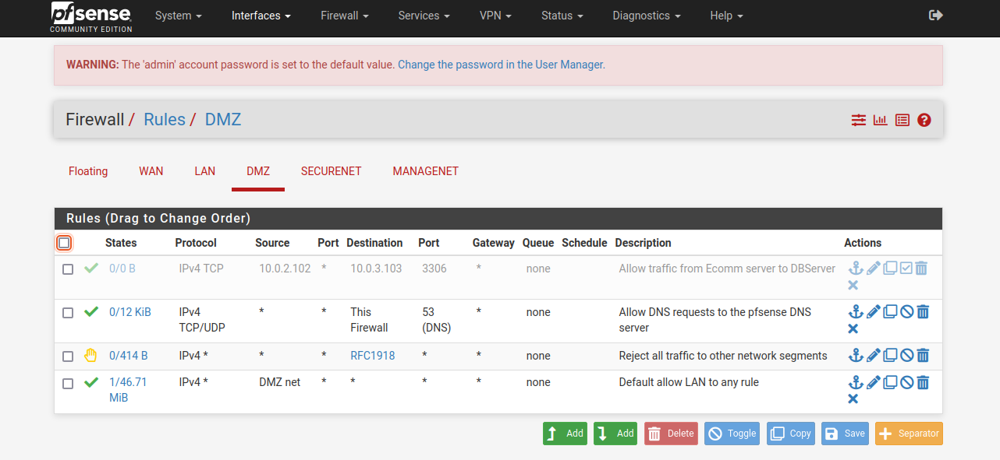 pfsense
COMMUNITY EDITION
System Interfaces Firewall Services VPN Status Diagnostics Help
WARNING: The 'admin' account password is set to the default value. Change the password in the User Manager.
Firewall / Rules / DMZ
Floating WAN LAN DMZ SECURENET MANAGENET
Rules (Drag to Change Order)
States Protocol Source Port Destination Port Gateway Queue Schedule Description Actions
0/0 B IPv4 TCP 10.0.2.102 * 10.0.3.103 3306 * none Allow traffic from Ecomm server to DBServer
0/12 KiB IPv4 * * This 53 * none Allow DNS requests to the pfsense DNS
TCP/UDP Firewall (DNS) server
0/414 B IPv4 * * * RFC1918 * * none Reject all traffic to other network segments
1/46.71 IPv4 * DMZ net * * * * none Default allow LAN to any rule
MiB
Add Add Delete Toggle Copy Save Separator